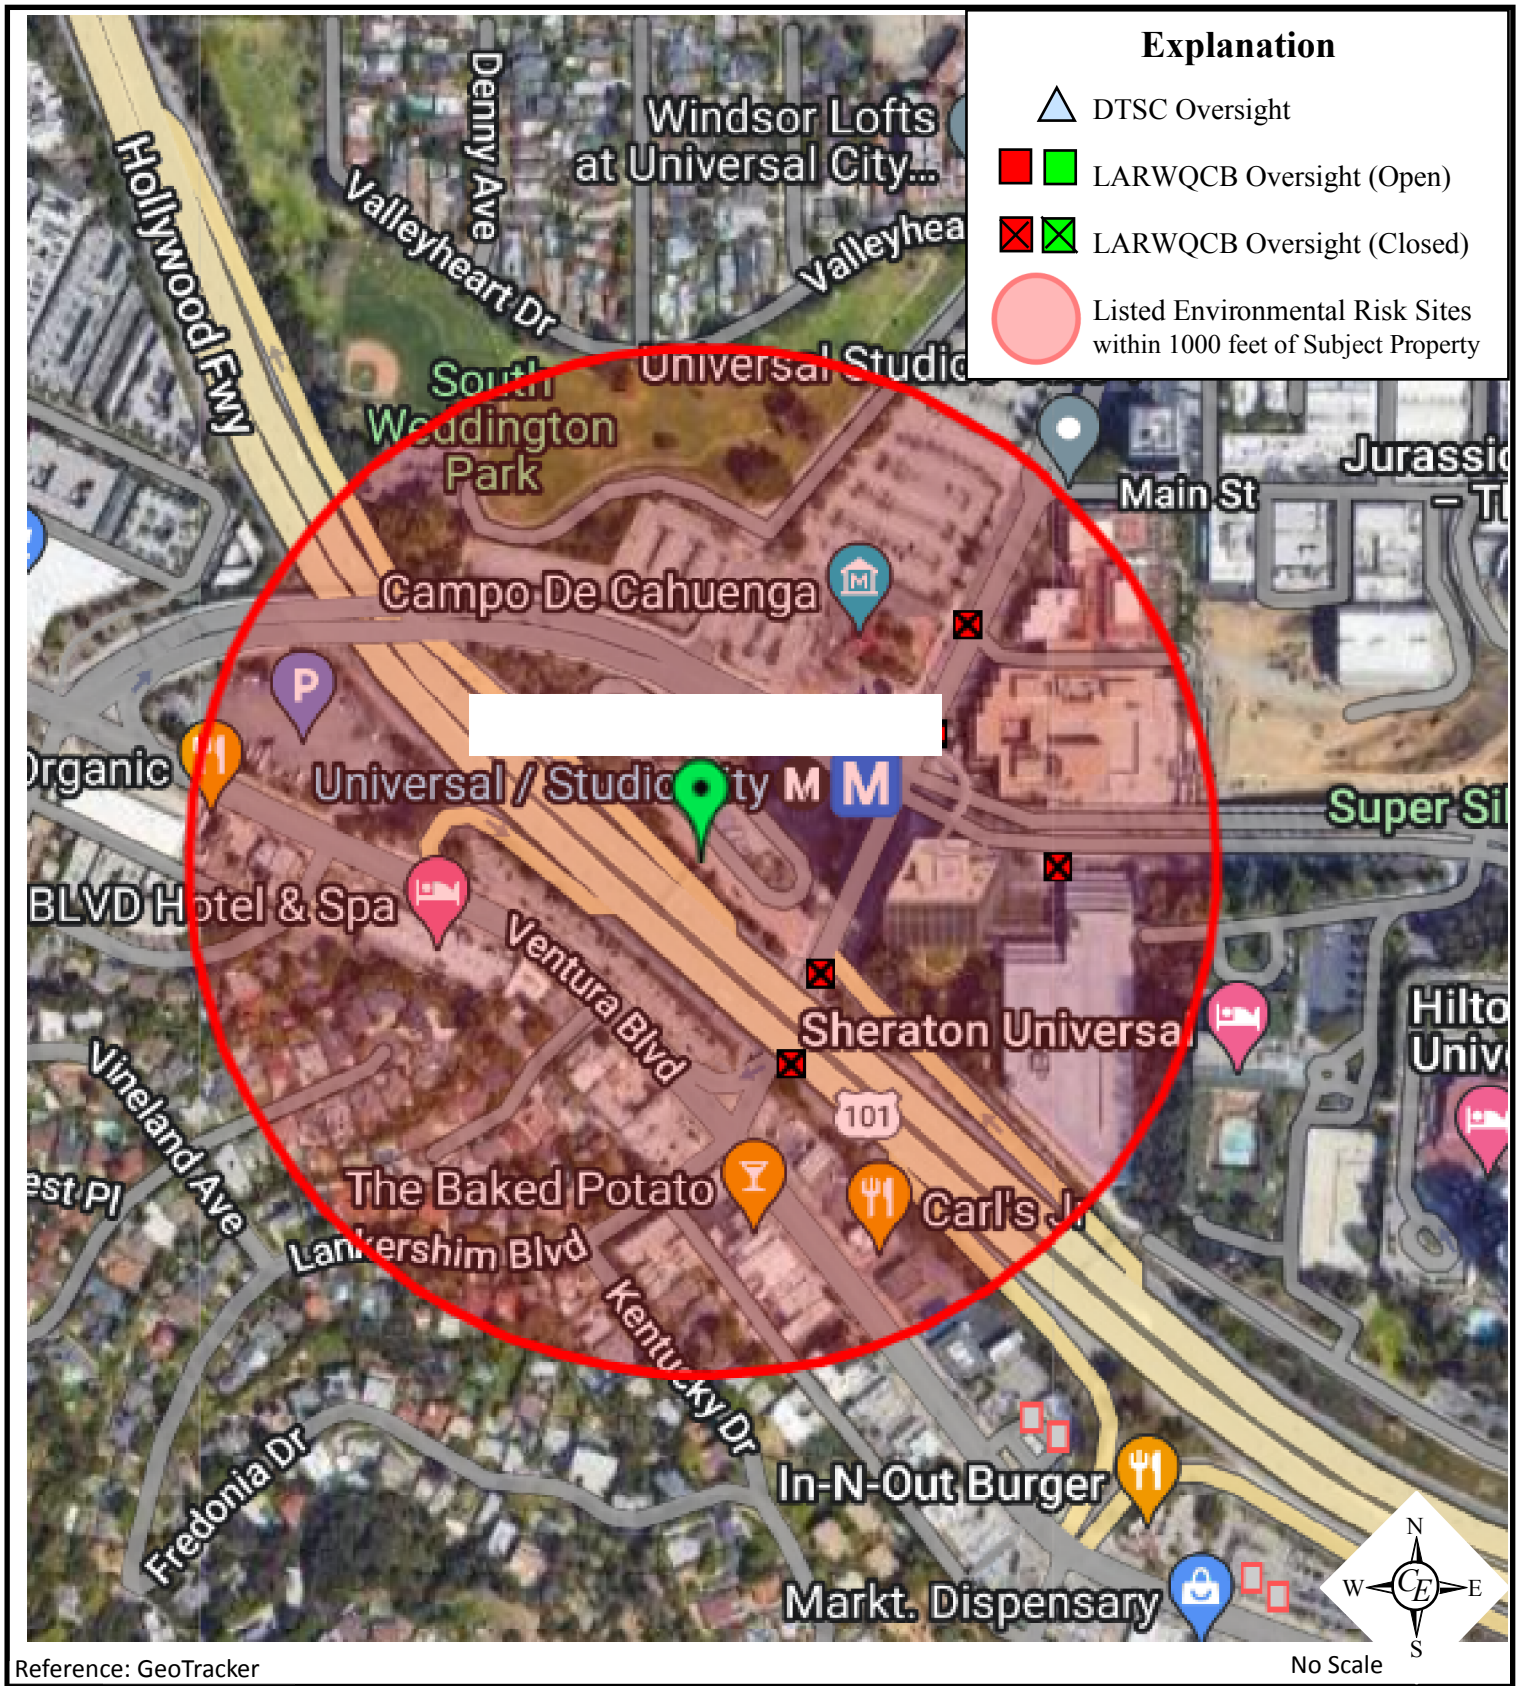 Explanation
DTSC Oversight
LARWQCB Oversight (Open)
LARWQCB Oversight (Closed)
Listed Environmental Risk Sites
within 1000 feet of Subject Property
Denny Ave
Windsor Lofts
at Universal City...
Hollywood Fwy
Valleyheart Dr
Valleyhea
Universal Studio
South
Weddington
Park
Jurassic
Main St
– Th
Campo De Cahuenga
P
Organic
Universal / Studio City M
M
Super Sil
BLVD Hotel & Spa
Ventura Blvd
Sheraton Universal
Hilto
Unive
Vineland Ave
101
est Pl
The Baked Potato
Carl's Jr
Lankershim Blvd
Kentucky Dr
In-N-Out Burger
Fredonia Dr
Markt. Dispensary
N
W CE E
S
Reference: GeoTracker
No Scale